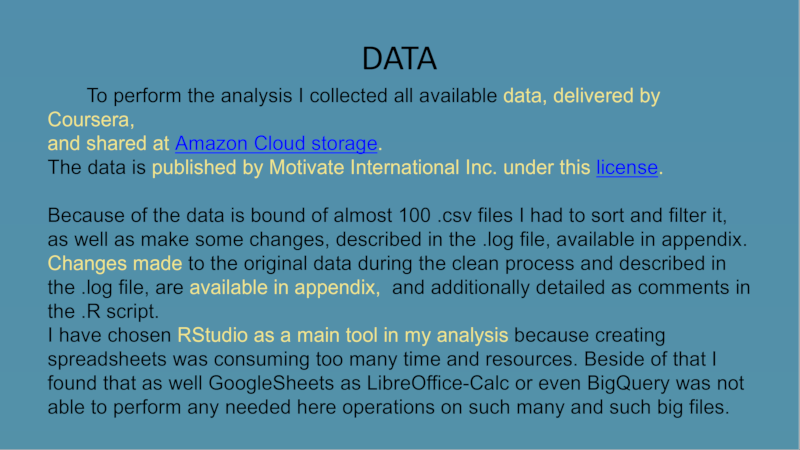 DATA
To perform the analysis I collected all available data, delivered by
Coursera,
and shared at Amazon Cloud storage.
The data is published by Motivate International Inc. under this license.
Because of the data is bound of almost 100 .csv files I had to sort and filter it,
as well as make some changes, described in the .log file, available in appendix.
Changes made to the original data during the clean process and described in
the .log file, are available in appendix, and additionally detailed as comments in
the .R script.
I have chosen RStudio as a main tool in my analysis because creating
spreadsheets was consuming too many time and resources. Beside of that I
found that as well GoogleSheets as LibreOffice-Calc or even BigQuery was not
able to perform any needed here operations on such many and such big files.